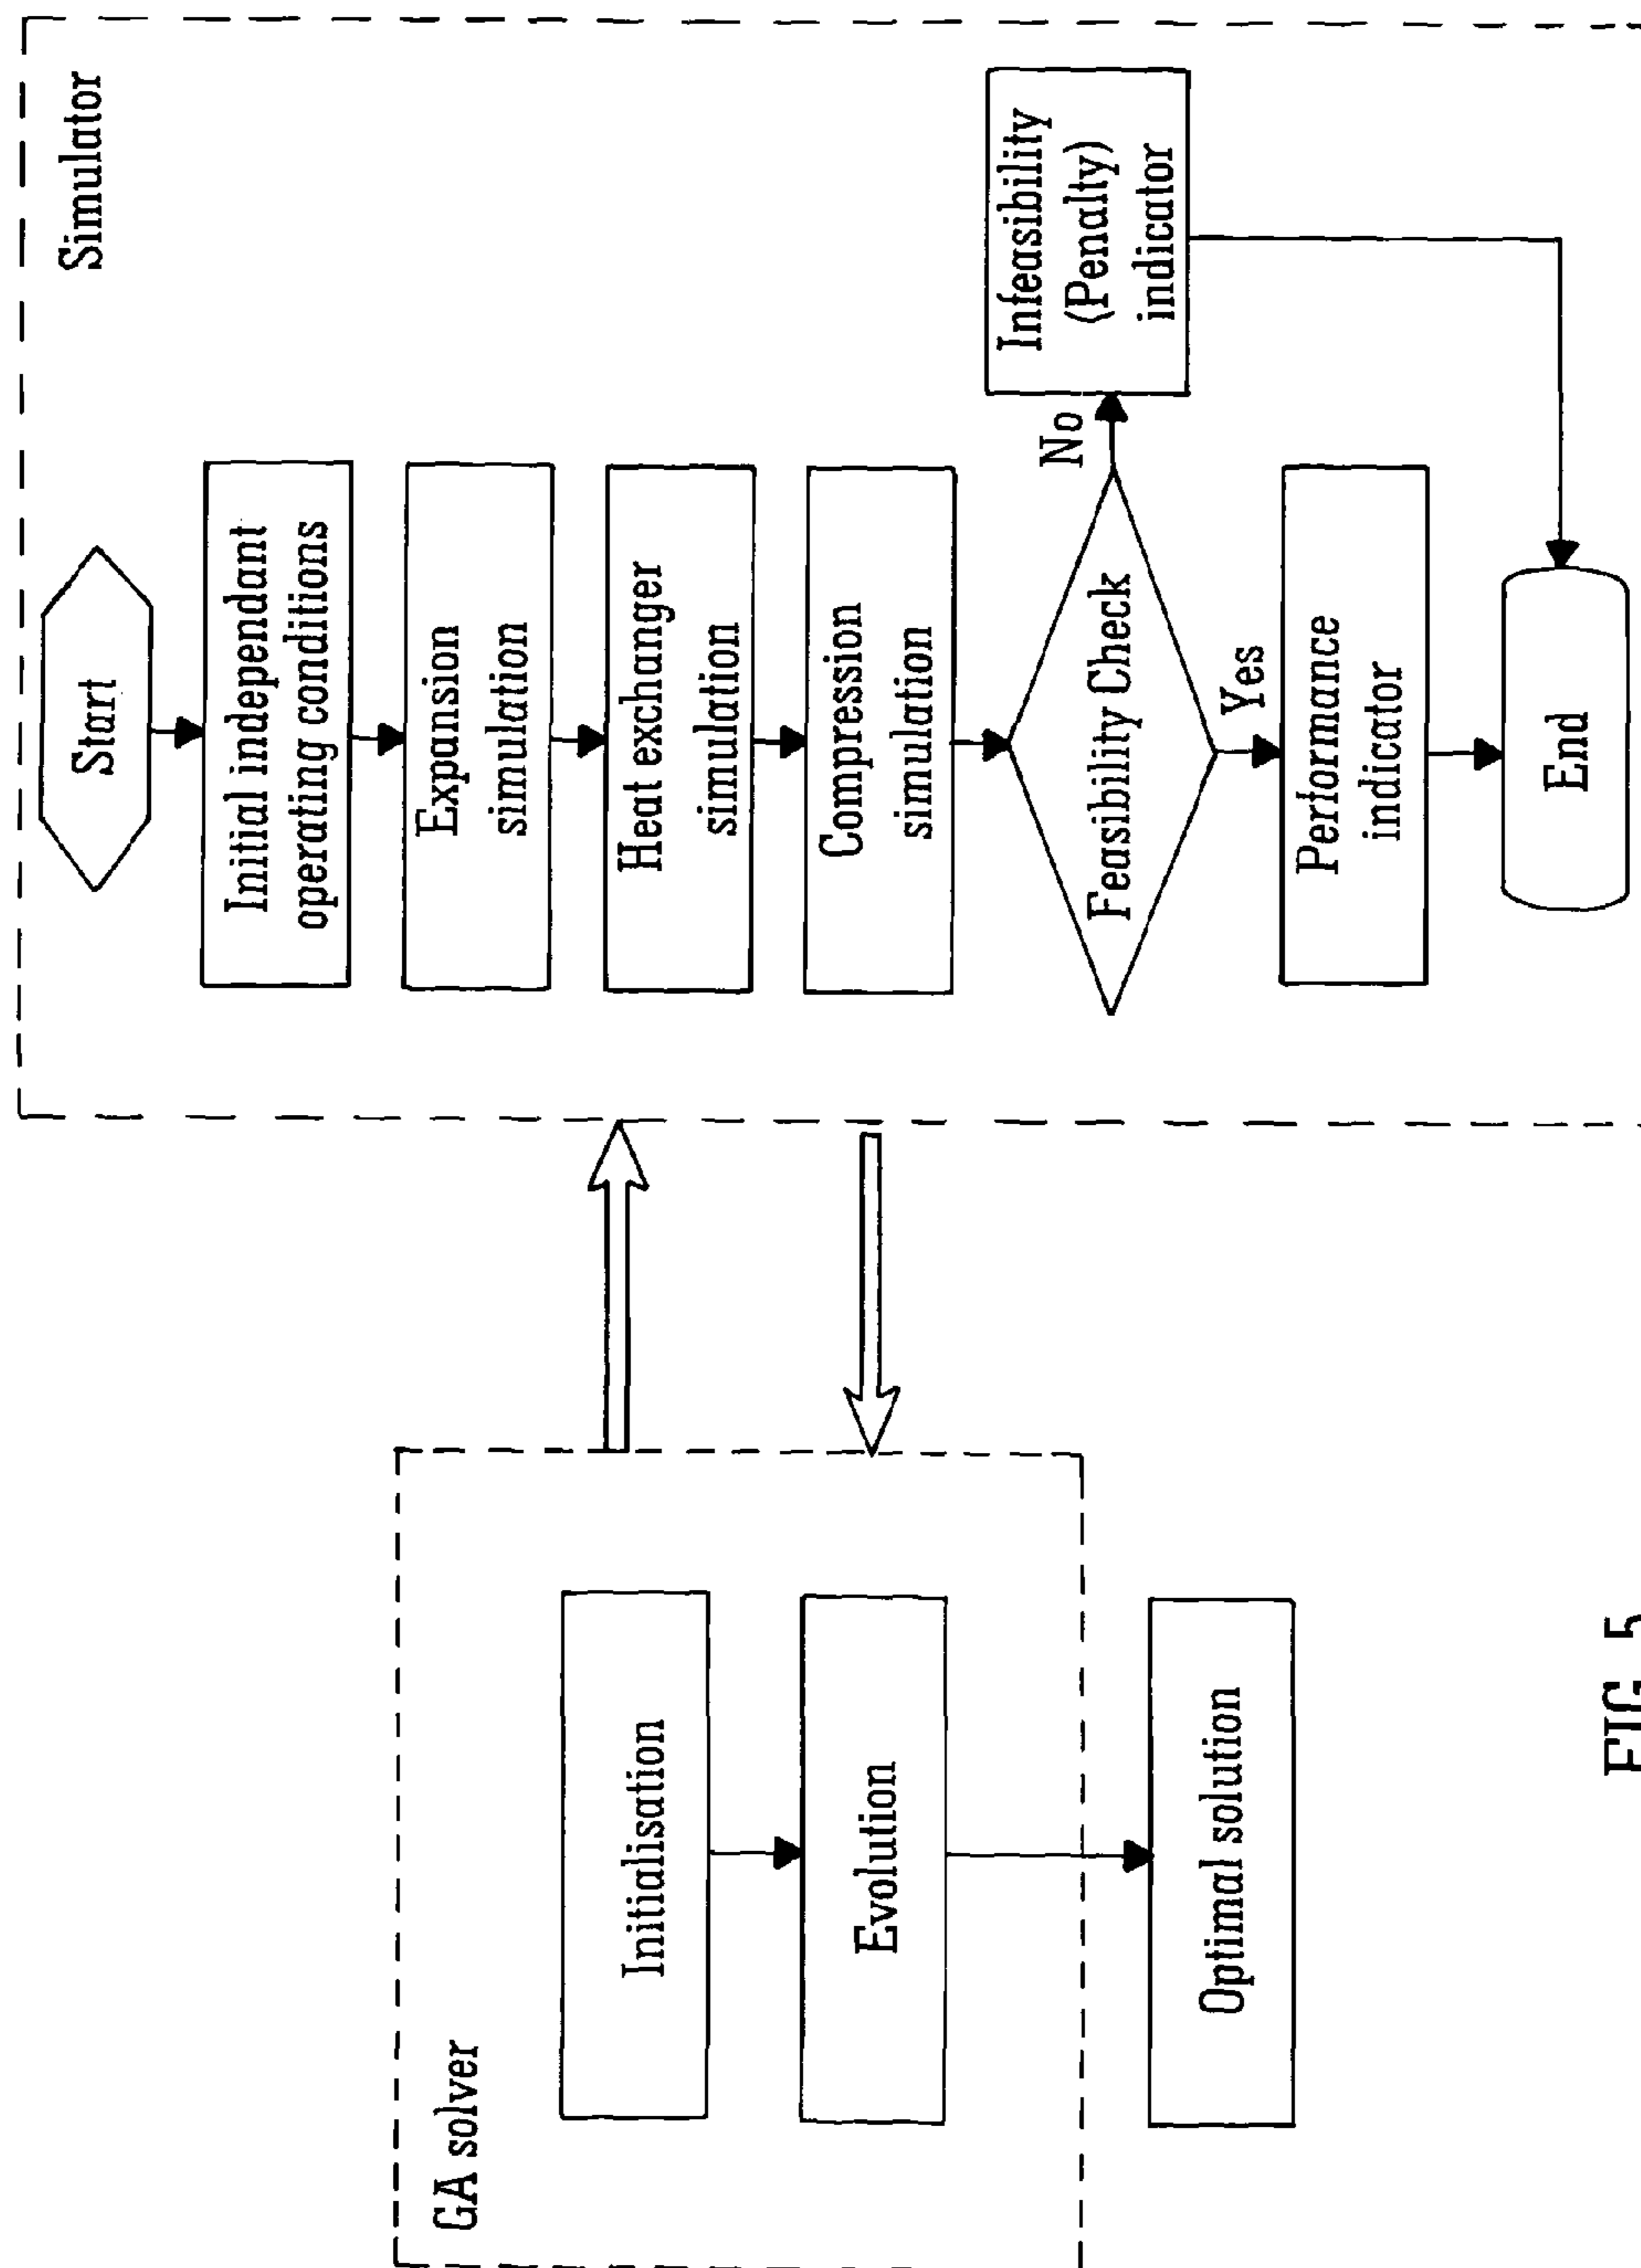 GA solver
Initialisation
Evolution
Optimal solution
Simulator
Start
Initial independant
operating conditions
Expansion
simulation
Heat exchanger
simulation
Compression
simulation
Feasibility Check
No
Infeasibility
(Penalty)
indicator
Yes
Performance
indicator
End
FIG. 5